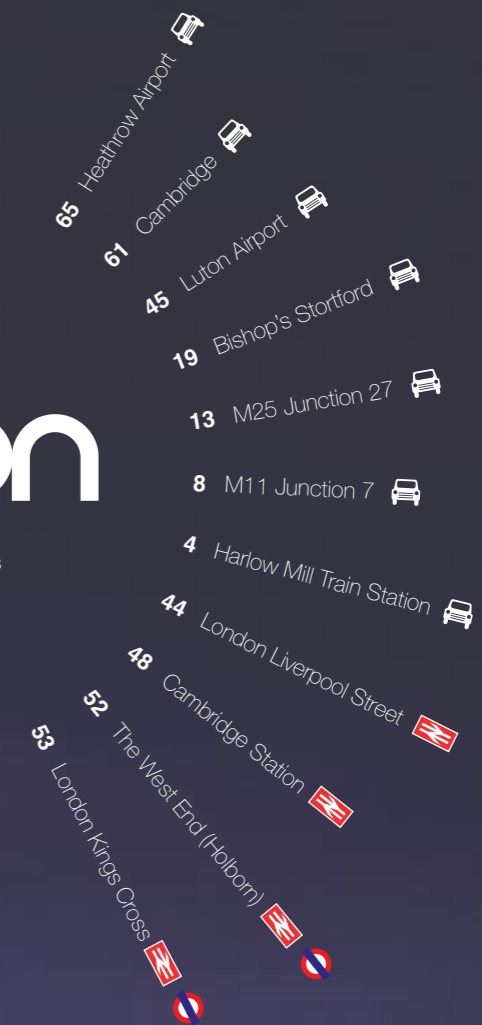 65 Heathrow Airport
61 Cambridge
45 Luton Airport
19 Bishop's Stortford
13 M25 Junction 27
on
8 M11 Junction 7
4 Harlow Mill Train Station
44 London Liverpool Street
48 Cambridge Station
52 The West End (Holborn)
53 London Kings Cross